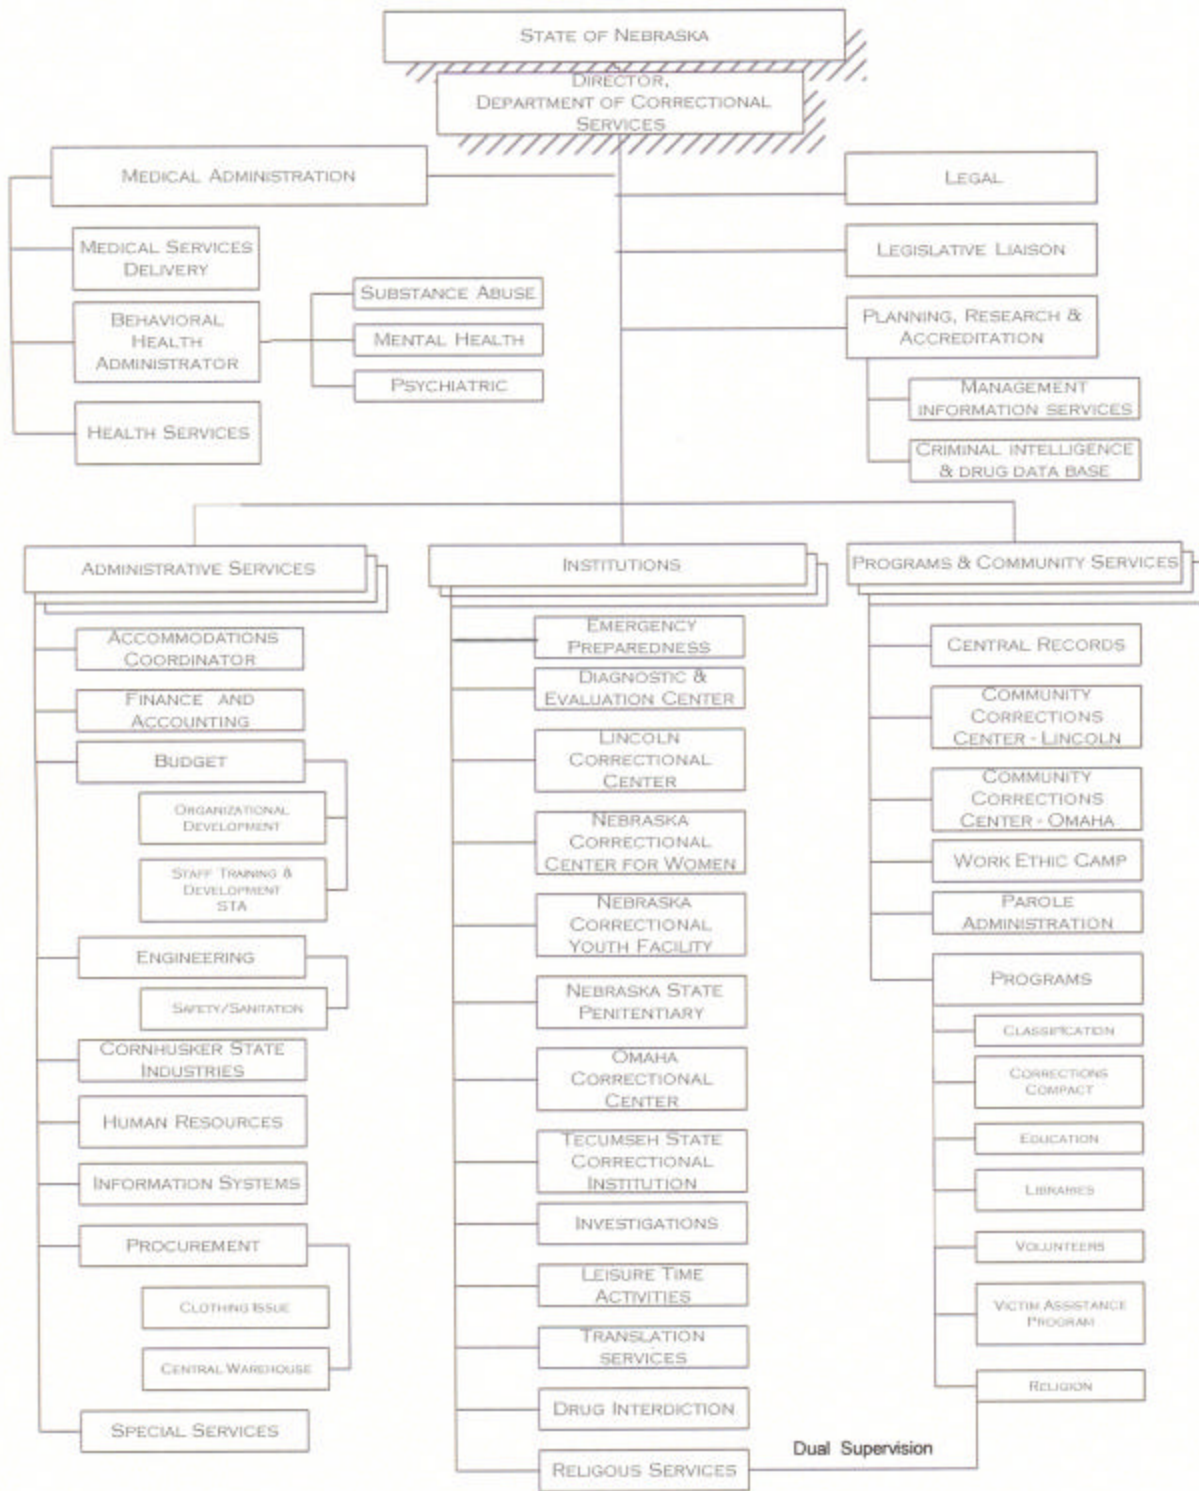 STATE OF NEBRASKA
DIRECTOR,
DEPARTMENT OF CORRECTIONAL
SERVICES
MEDICAL ADMINISTRATION
MEDICAL SERVICES
DELIVERY
BEHAVIORAL
HEALTH
ADMINISTRATOR
SUBSTANCE ABUSE
MENTAL HEALTH
PSYCHIATRIC
HEALTH SERVICES
LEGAL
LEGISLATIVE LIAISON
PLANNING, RESEARCH &
ACCREDITATION
MANAGEMENT
INFORMATION SERVICES
CRIMINAL INTELLIGENCE
& DRUG DATA BASE
ADMINISTRATIVE SERVICES
ACCOMMODATIONS
COORDINATOR
FINANCE AND
ACCOUNTING
BUDGET
ORGANIZATIONAL
DEVELOPMENT
STAFF TRAINING &
DEVELOPMENT
STA
ENGINEERING
SAFETY/SANITATION
CORNHUSKER STATE
INDUSTRIES
HUMAN RESOURCES
INFORMATION SYSTEMS
PROCUREMENT
CLOTHING ISSUE
CENTRAL WAREHOUSE
SPECIAL SERVICES
INSTITUTIONS
EMERGENCY
PREPAREDNESS
DIAGNOSTIC &
EVALUATION CENTER
LINCOLN
CORRECTIONAL
CENTER
NEBRASKA
CORRECTIONAL
CENTER FOR WOMEN
NEBRASKA
CORRECTIONAL
YOUTH FACILITY
NEBRASKA STATE
PENITENTIARY
OMAHA
CORRECTIONAL
CENTER
TECUMSEH STATE
CORRECTIONAL
INSTITUTION
INVESTIGATIONS
LEISURE TIME
ACTIVITIES
TRANSLATION
SERVICES
DRUG INTERDICTION
RELIGOUS SERVICES
Dual Supervision
PROGRAMS & COMMUNITY SERVICES
CENTRAL RECORDS
COMMUNITY
CORRECTIONS
CENTER - LINCOLN
COMMUNITY
CORRECTIONS
CENTER - OMAHA
WORK ETHIC CAMP
PAROLE
ADMINISTRATION
PROGRAMS
CLASSIFICATION
CORRECTIONS
COMPACT
EDUCATION
LIBRARIES
VOLUNTEERS
VICTIM ASSISTANCE
PROGRAM
RELIGION